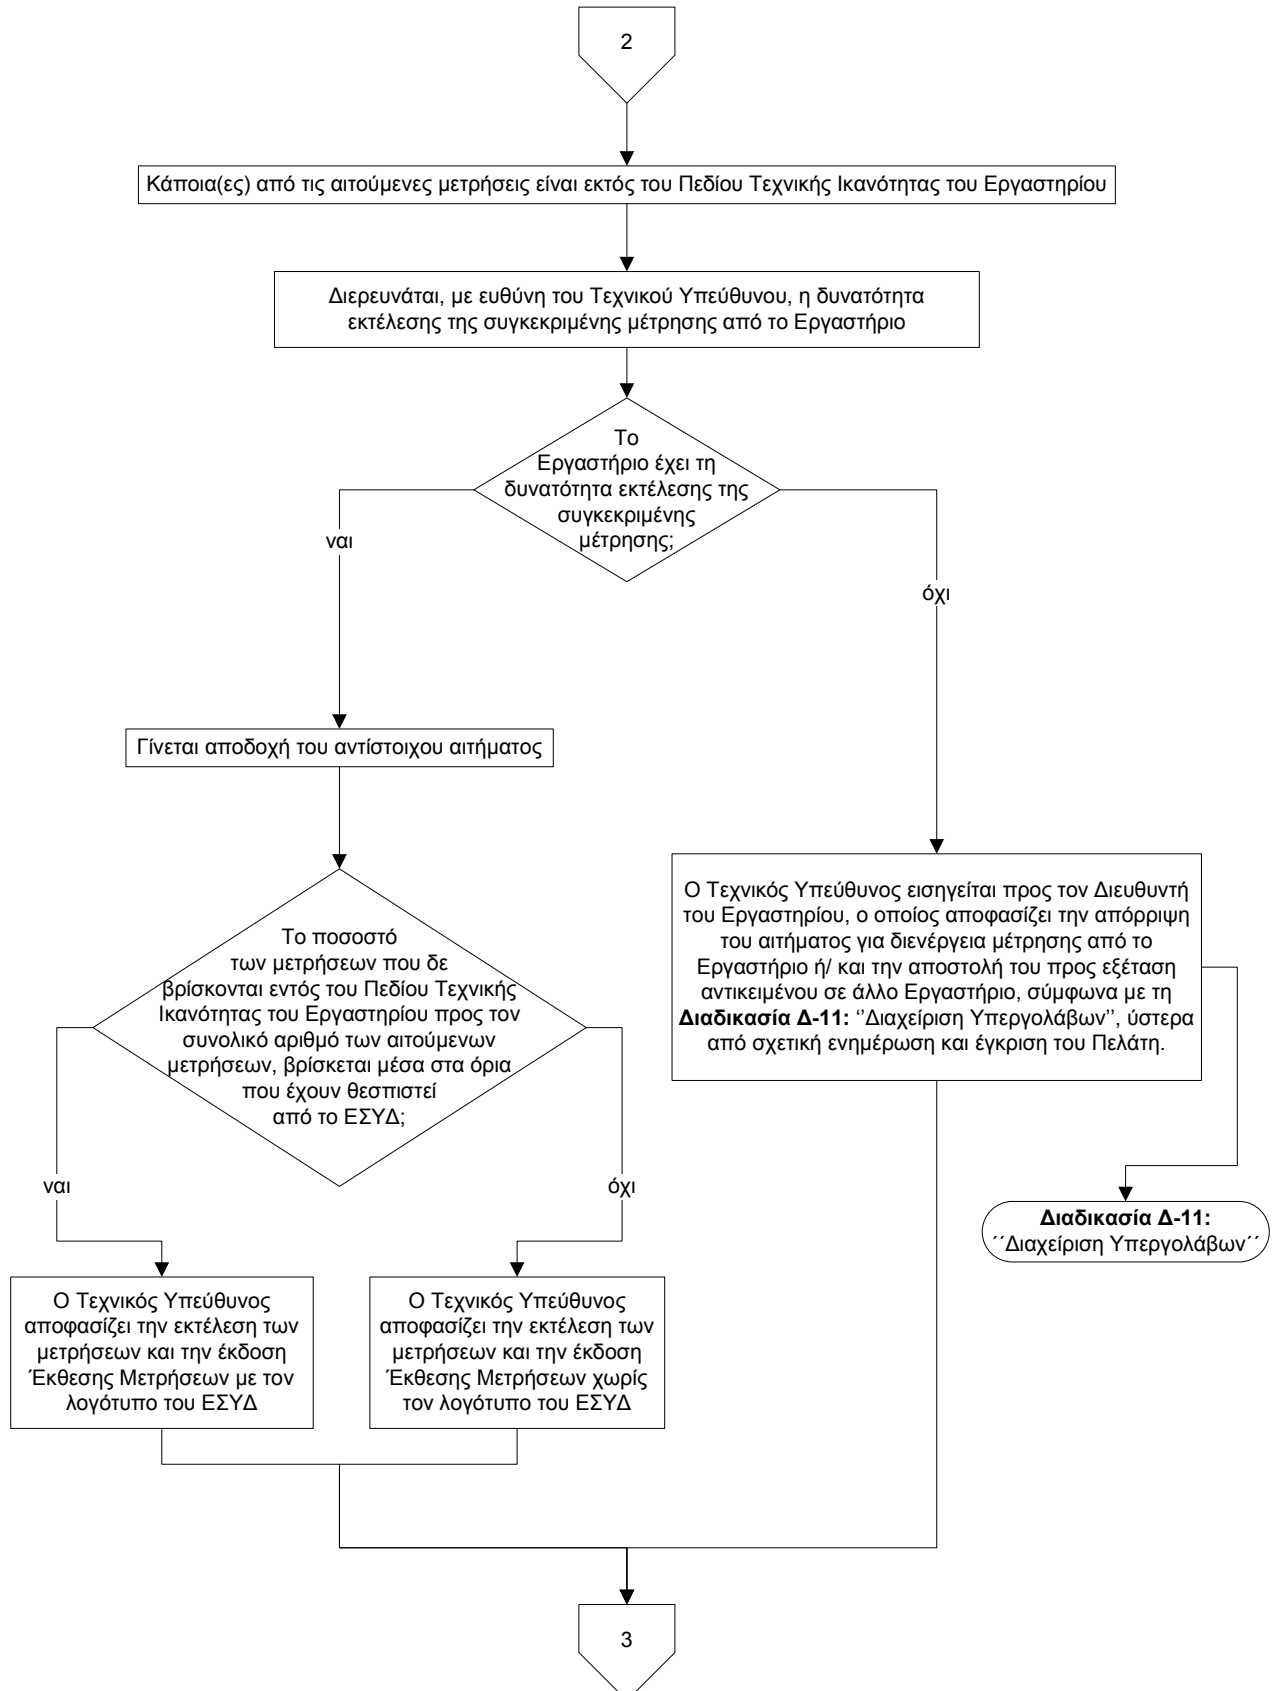 2
Κάποια(ες) από τις αιτούμενες μετρήσεις είναι εκτός του Πεδίου Τεχνικής Ικανότητας του Εργαστηρίου
Διερευνάται, με ευθύνη του Τεχνικού Υπεύθυνου, η δυνατότητα
εκτέλεσης της συγκεκριμένης μέτρησης από το Εργαστήριο
Το
Εργαστήριο έχει τη
δυνατότητα εκτέλεσης της
συγκεκριμένης
μέτρησης;
ναι
όχι
Γίνεται αποδοχή του αντίστοιχου αιτήματος
Το ποσοστό
των μετρήσεων που δε
βρίσκονται εντός του Πεδίου Τεχνικής
Ικανότητας του Εργαστηρίου προς τον
συνολικό αριθμό των αιτούμενων
μετρήσεων, βρίσκεται μέσα στα όρια
που έχουν θεσπιστεί
από το ΕΣΥΔ;
Ο Τεχνικός Υπεύθυνος εισηγείται προς τον Διευθυντή
του Εργαστηρίου, ο οποίος αποφασίζει την απόρριψη
του αιτήματος για διενέργεια μέτρησης από το
Εργαστήριο ή/ και την αποστολή του προς εξέταση
αντικειμένου σε άλλο Εργαστήριο, σύμφωνα με τη
Διαδικασία Δ-11: ‘’Διαχείριση Υπεργολάβων’’, ύστερα
από σχετική ενημέρωση και έγκριση του Πελάτη.
ναι
όχι
Διαδικασία Δ-11:
΄΄Διαχείριση Υπεργολάβων΄΄
Ο Τεχνικός Υπεύθυνος
αποφασίζει την εκτέλεση των
μετρήσεων και την έκδοση
Έκθεσης Μετρήσεων με τον
λογότυπο του ΕΣΥΔ
Ο Τεχνικός Υπεύθυνος
αποφασίζει την εκτέλεση των
μετρήσεων και την έκδοση
Έκθεσης Μετρήσεων χωρίς
τον λογότυπο του ΕΣΥΔ
3